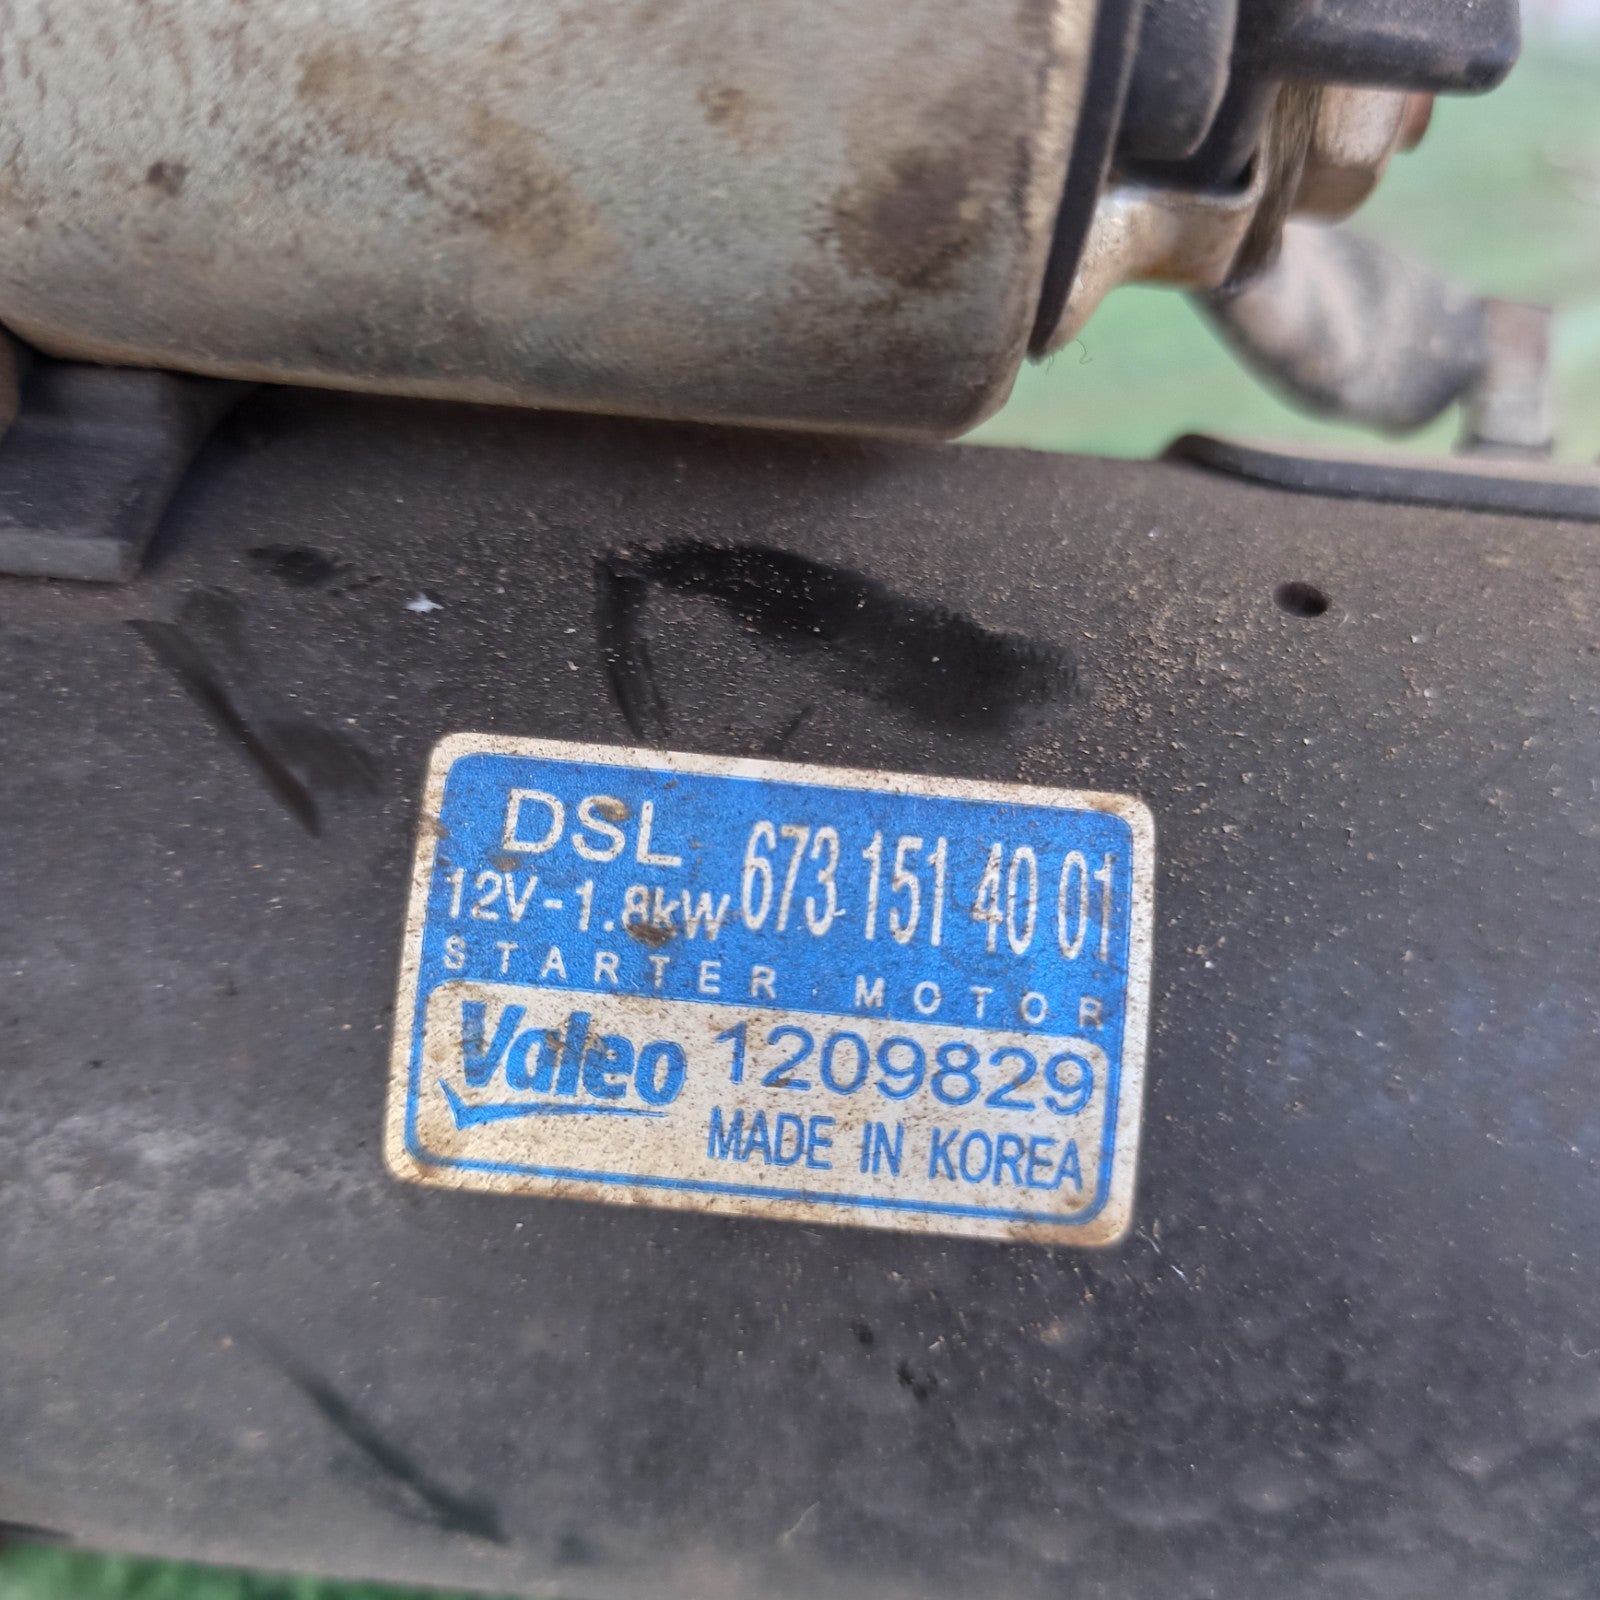 DSL 673 151 40 01
12V-1.8kW
STARTER MOTOR
Valeo 1209829
MADE IN KOREA